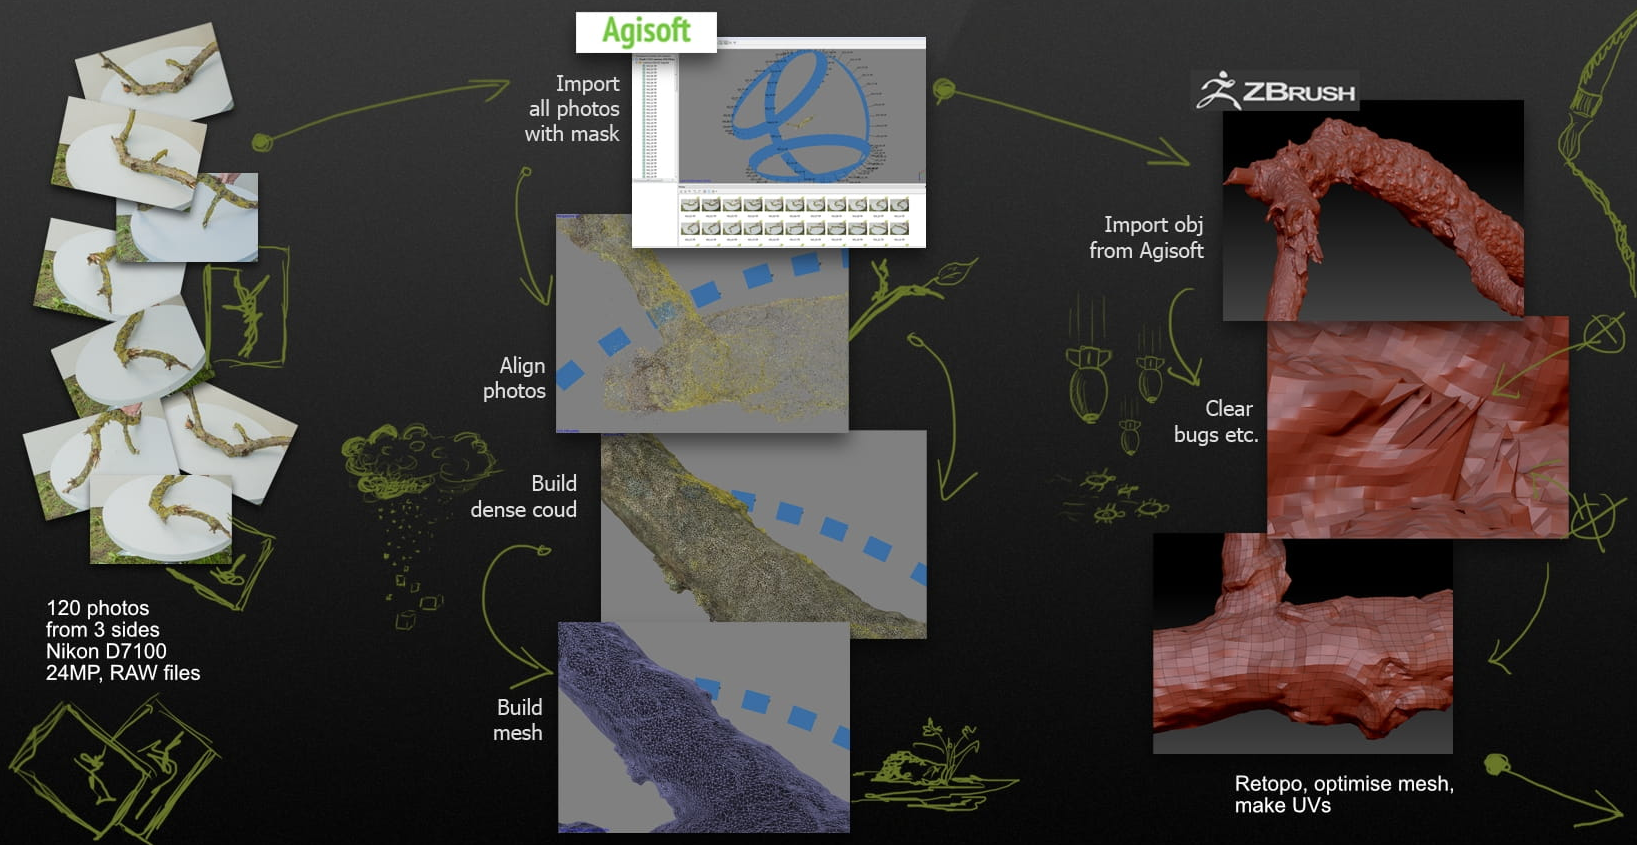 120 photos
from 3 sides
Nikon D7100
24MP, RAW files
Agisoft
Import
all photos
with mask
Align
photos
Build
dense coud
Build
mesh
ZBRUSH
Import obj
from Agisoft
Clear
bugs etc.
Retopo, optimise mesh,
make UVs